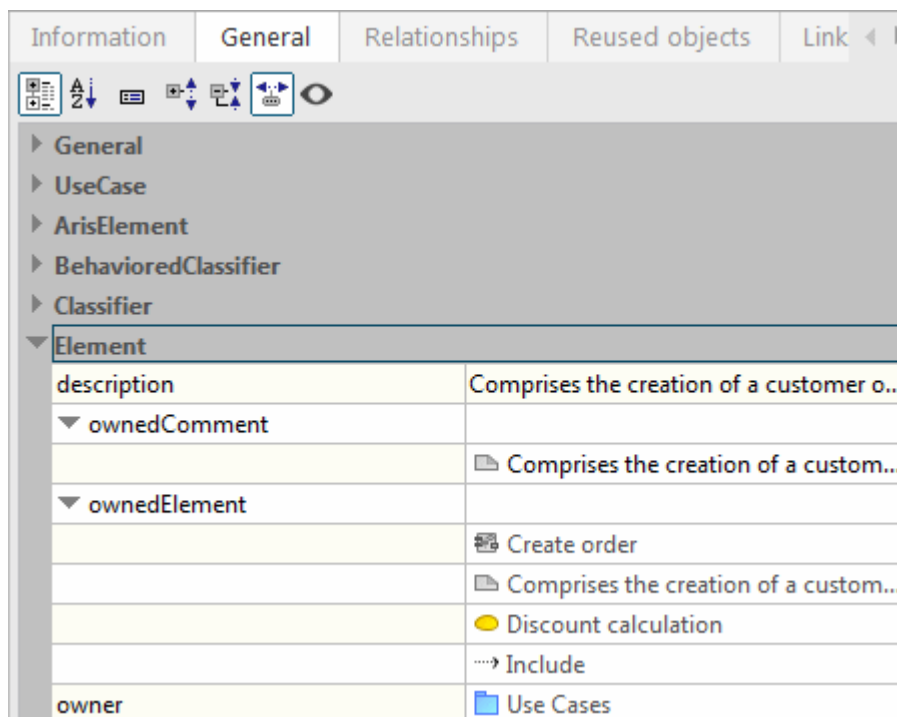 Information General Relationships Reused objects Link
A
Z
General
UseCase
ArisElement
BehavioredClassifier
Classifier
Element
description Comprises the creation of a customer o...
ownedComment
Comprises the creation of a custom...
ownedElement
Create order
Comprises the creation of a custom...
Discount calculation
Include
owner Use Cases